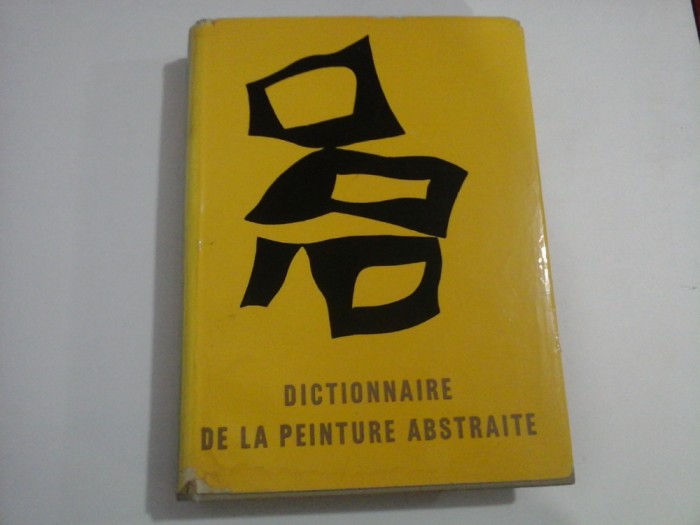 DICTIONNAIRE
DE LA PEINTURE ABSTRAITE